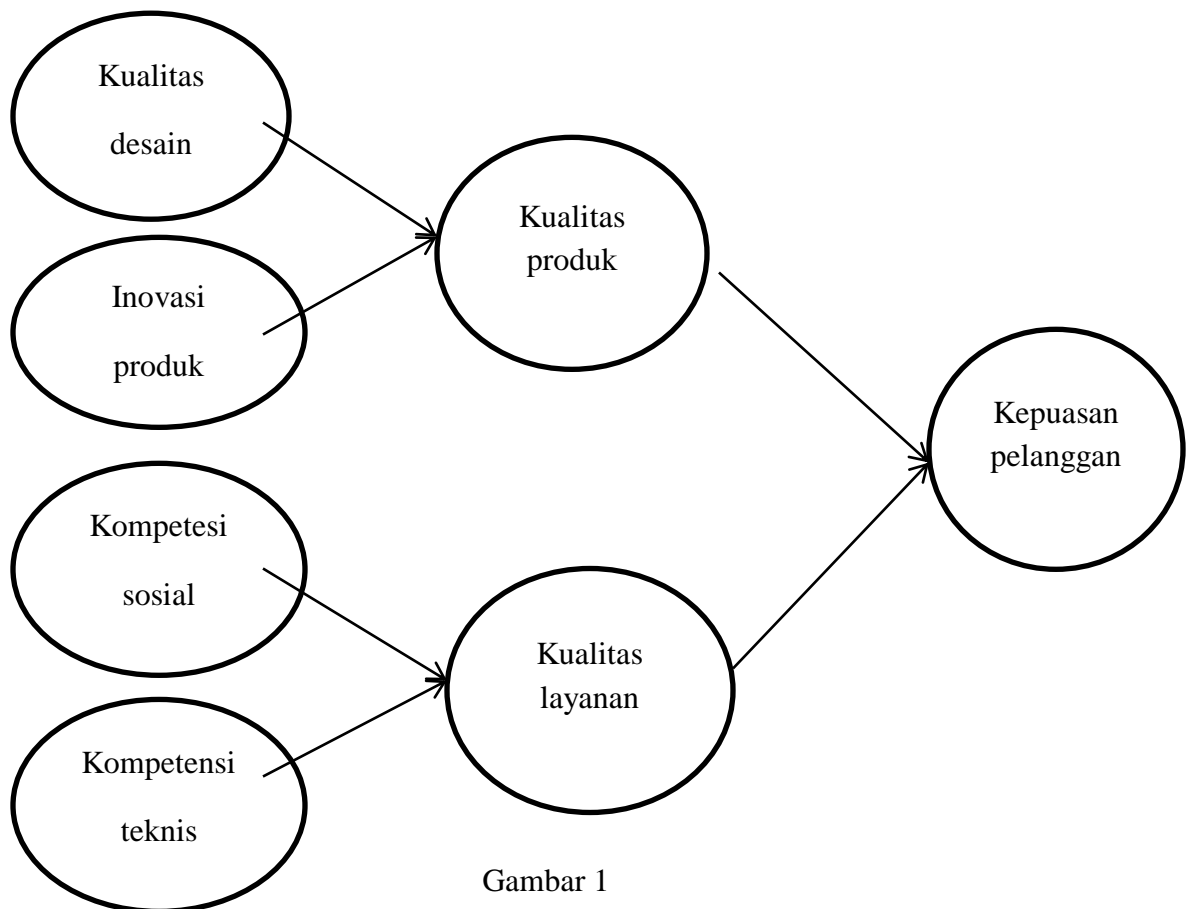 Kualitas
desain
Inovasi
produk
Kualitas
produk
Kompetesi
sosial
Kompetensi
teknis
Kualitas
layanan
Kepuasan
pelanggan
Gambar 1